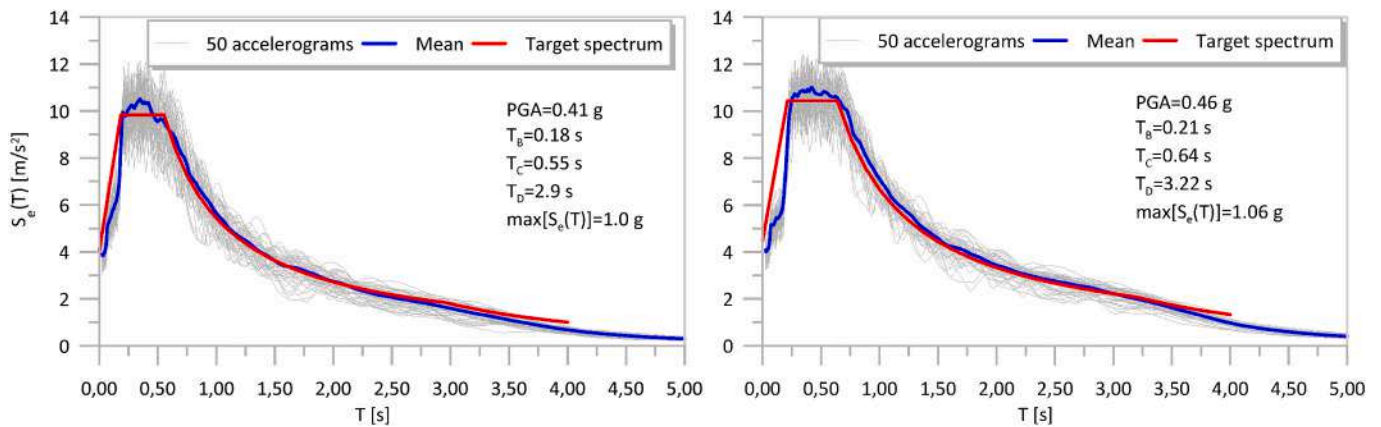 50 accelerograms Mean Target spectrum
PGA=0.41 g
T_B=0.18 s
T_C=0.55 s
T_D=2.9 s
max[S_e(T)]=1.0 g
S_e(T) [m/s²]
14
12
10
8
6
4
2
0
0,00 0,50 1,00 1,50 2,00 2,50 3,00 3,50 4,00 4,50 5,00
T [s]
50 accelerograms Mean Target spectrum
PGA=0.46 g
T_B=0.21 s
T_C=0.64 s
T_D=3.22 s
max[S_e(T)]=1.06 g
14
12
10
8
6
4
2
0
0,00 0,50 1,00 1,50 2,00 2,50 3,00 3,50 4,00 4,50 5,00
T [s]